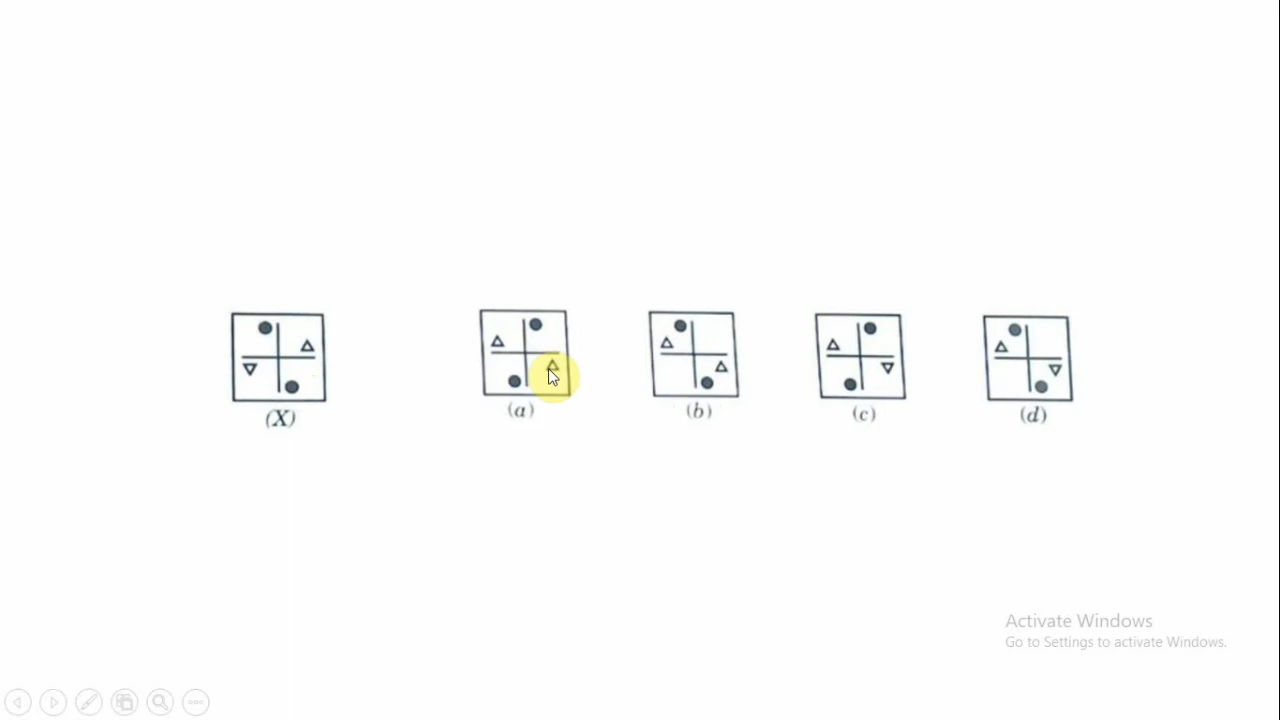 (X) (a) (b) (c) (d)
Activate Windows
Go to Settings to activate Windows.